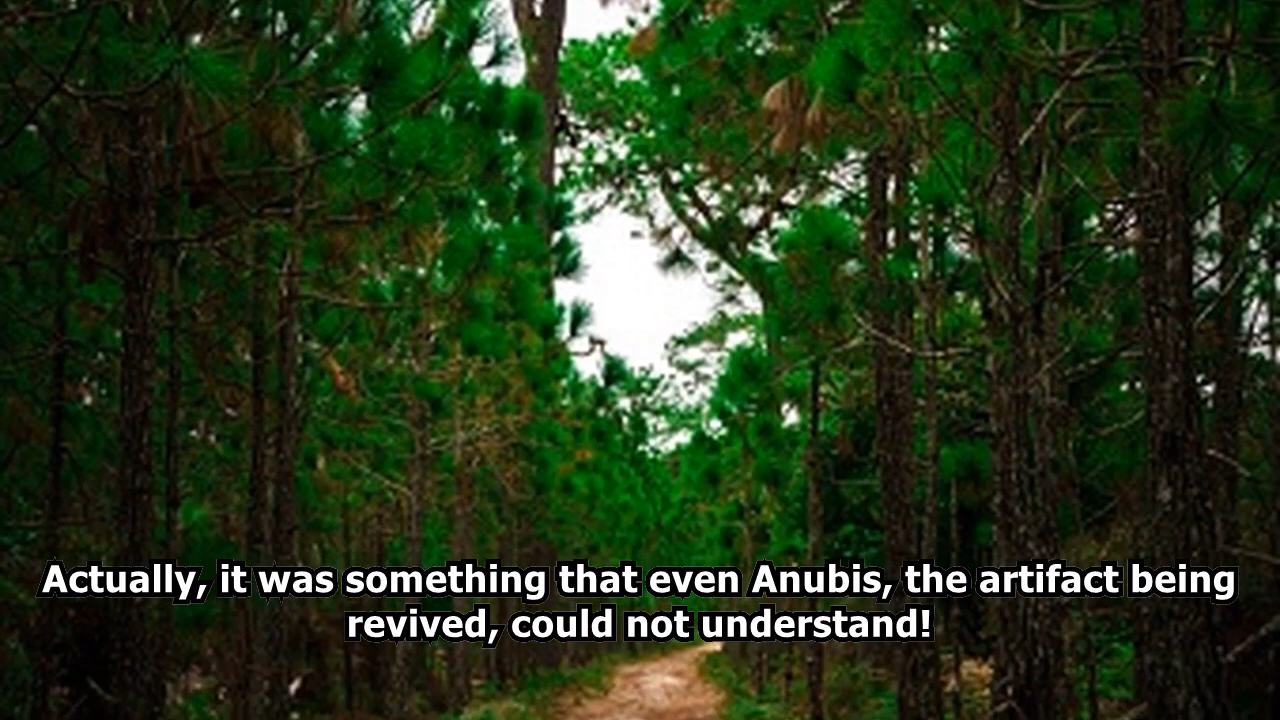 Actually, it was something that even Anubis, the artifact being
revived, could not understand!